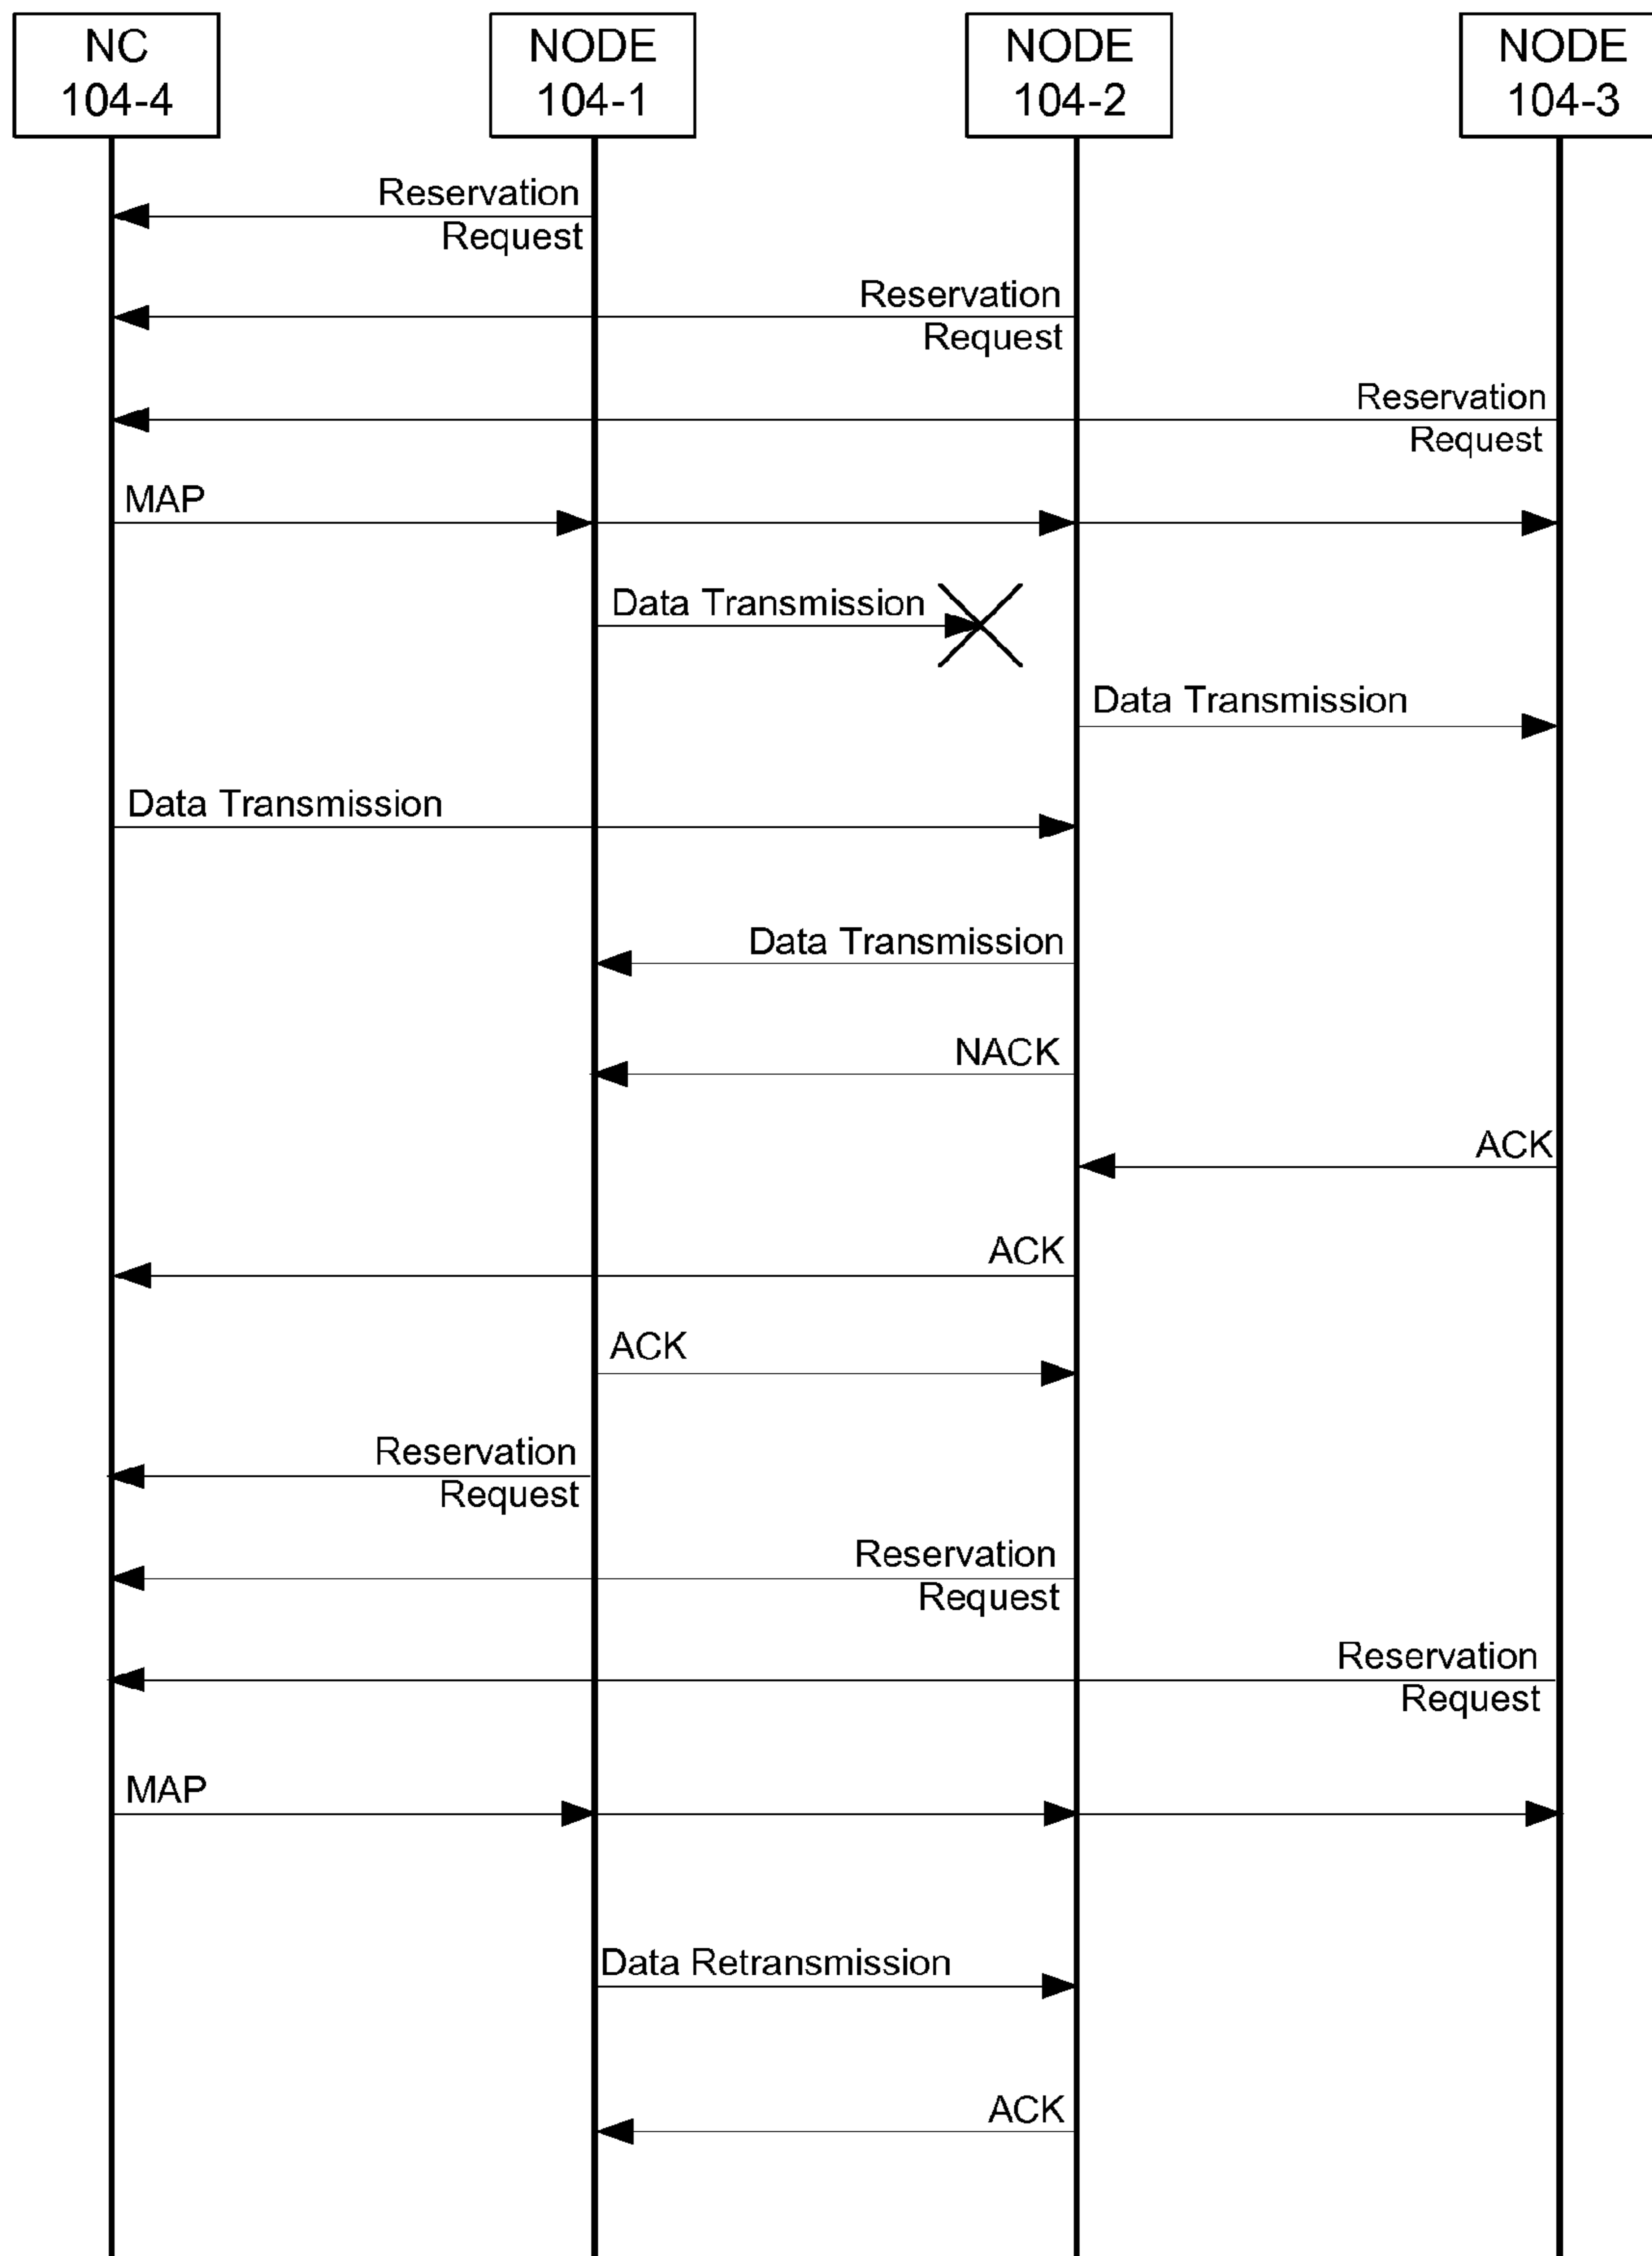 NC
104-4
NODE
104-1
NODE
104-2
NODE
104-3
Reservation
Request
Reservation
Request
Reservation
Request
MAP
Data Transmission
Data Transmission
Data Transmission
Data Transmission
NACK
ACK
ACK
ACK
Reservation
Request
Reservation
Request
Reservation
Request
MAP
Data Retransmission
ACK